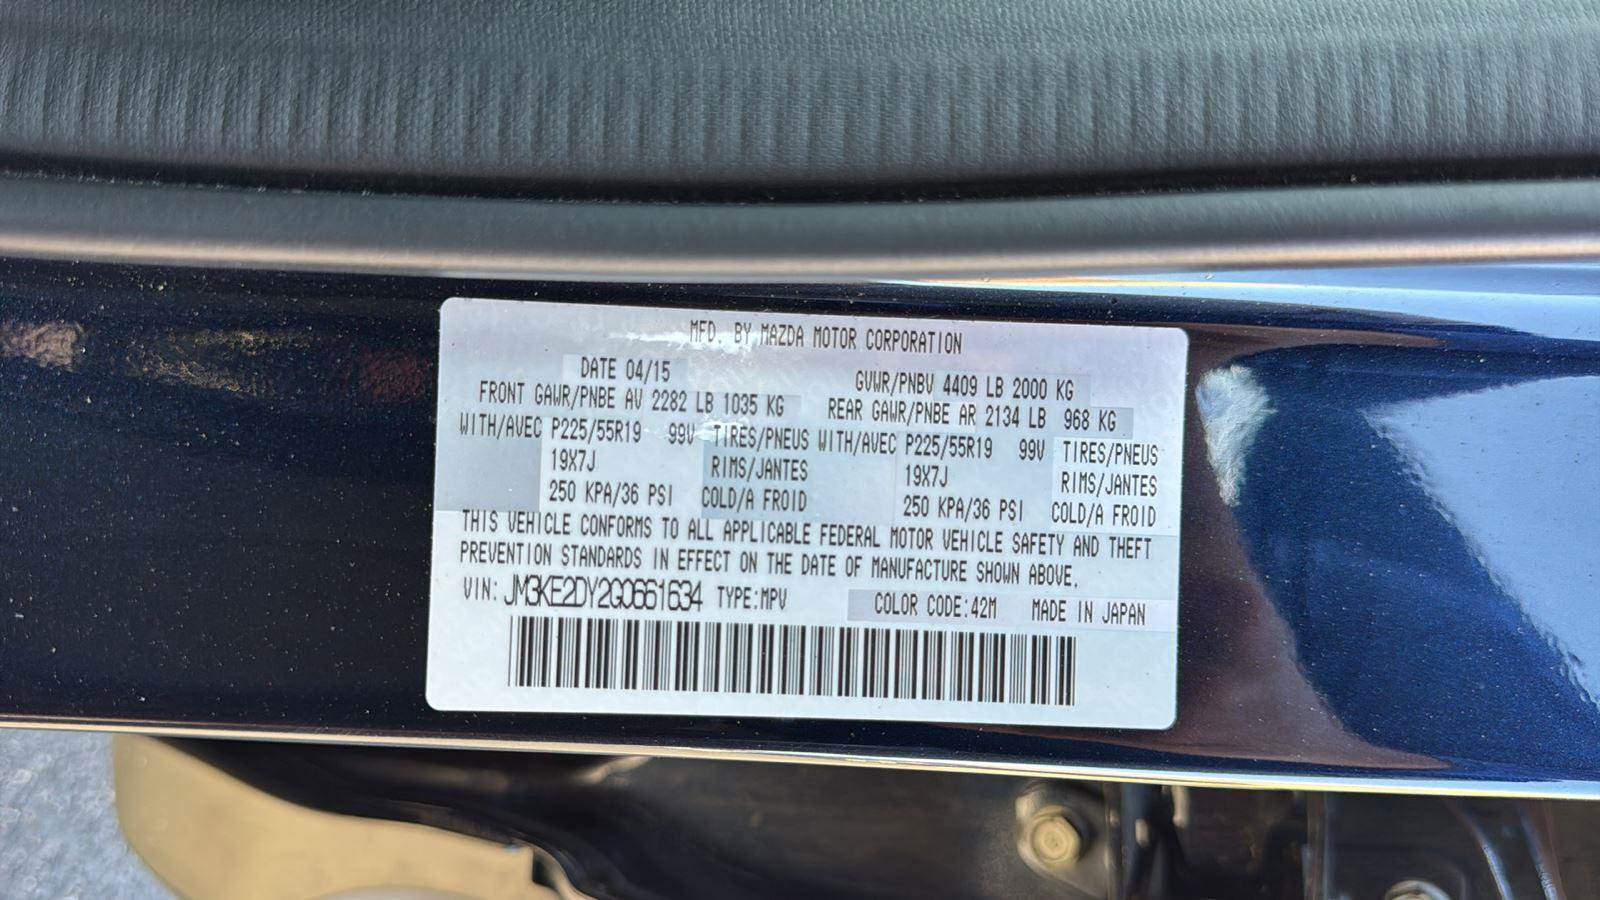 MFD. BY MAZDA MOTOR CORPORATION
DATE 04/15 GVWR/PNBV 4409 LB 2000 KG
FRONT GAWR/PNBE AV 2282 LB 1035 KG REAR GAWR/PNBE AR 2134 LB 968 KG
WITH/AVEC P225/55R19 99V TIRES/PNEUS WITH/AVEC P225/55R19 99V TIRES/PNEUS
19X7J RIMS/JANTES 19X7J RIMS/JANTES
250 KPA/36 PSI COLD/A FROID 250 KPA/36 PSI COLD/A FROID
THIS VEHICLE CONFORMS TO ALL APPLICABLE FEDERAL MOTOR VEHICLE SAFETY AND THEFT
PREVENTION STANDARDS IN EFFECT ON THE DATE OF MANUFACTURE SHOWN ABOVE.
VIN: JM3KE2DY2G0661634 TYPE:MPV COLOR CODE:42M MADE IN JAPAN